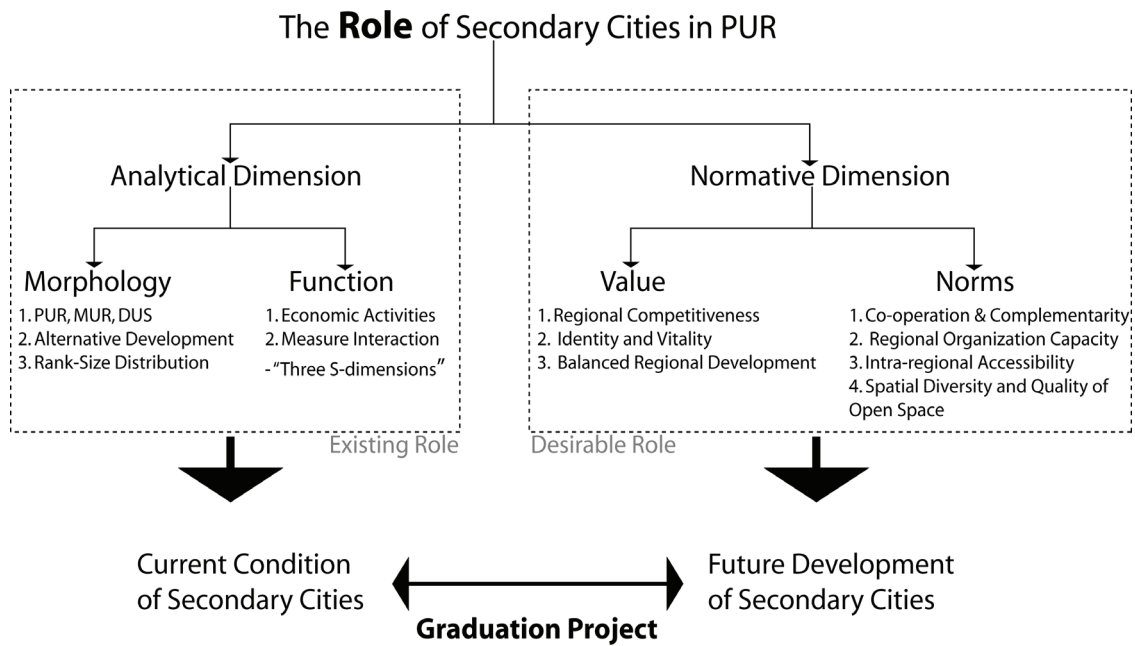 The Role of Secondary Cities in PUR
Analytical Dimension
Morphology
1. PUR, MUR, DUS
2. Alternative Development
3. Rank-Size Distribution
Function
1. Economic Activities
2. Measure Interaction
- “Three S-dimensions”
Existing Role
Normative Dimension
Value
1. Regional Competitiveness
2. Identity and Vitality
3. Balanced Regional Development
Norms
1. Co-operation & Complementarity
2. Regional Organization Capacity
3. Intra-regional Accessibility
4. Spatial Diversity and Quality of
Open Space
Desirable Role
Current Condition
of Secondary Cities
Graduation Project
Future Development
of Secondary Cities